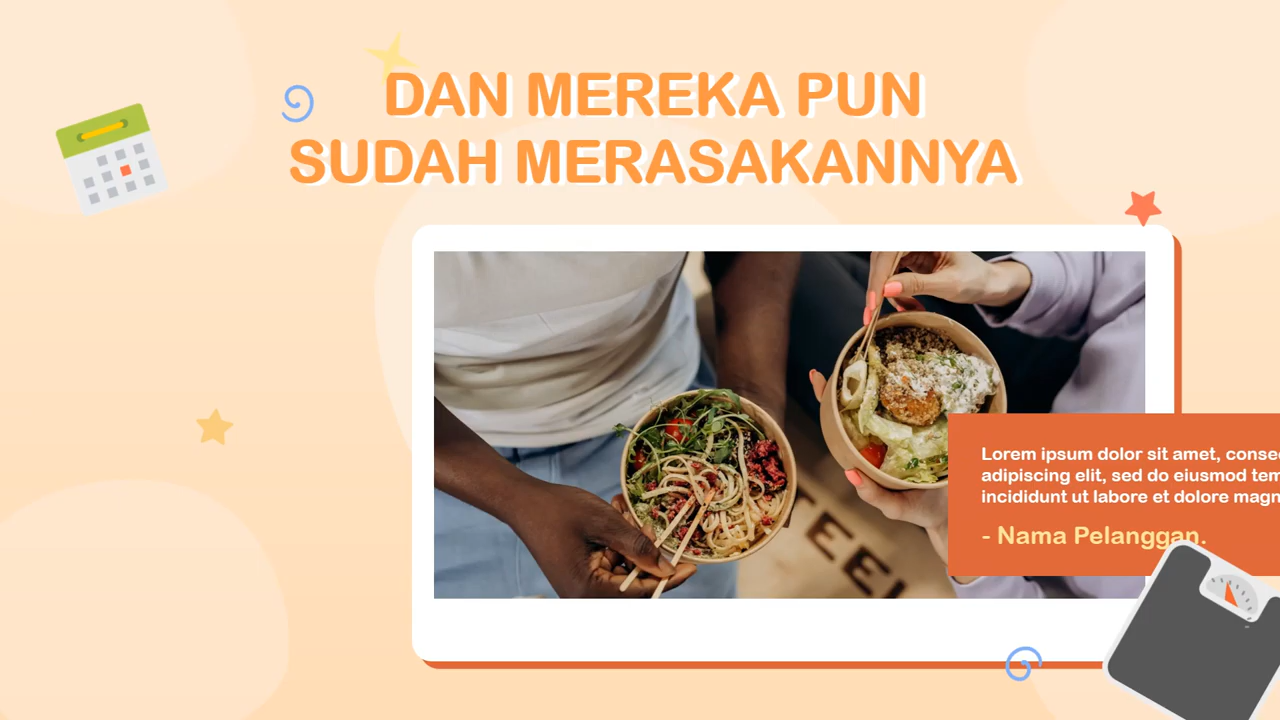 DAN MEREKA PUN
SUDAH MERASAKANNYA
Lorem ipsum dolor sit amet,
adipiscing elit, sed do eiusmod
incididunt ut labore et dolore
- Nama Pelanggan.